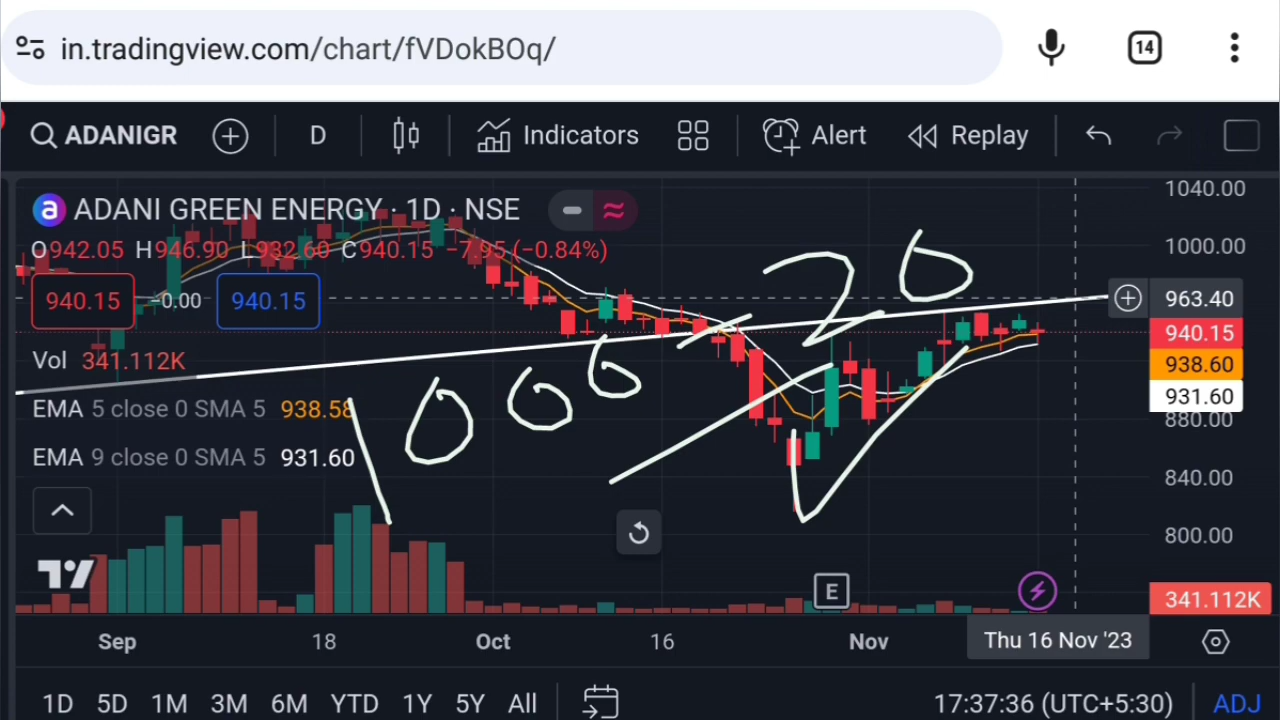 in.tradingview.com/chart/fVDokBOq/ 14
ADANIGR D Indicators Alert Replay
a ADANI GREEN ENERGY · 1D · NSE
O942.05 H946.90 L932.60 C940.15 −7.95 (−0.84%)
940.15 −0.00 940.15
Vol 341.112K
EMA 5 close 0 SMA 5 938.58
EMA 9 close 0 SMA 5 931.60
1000 - 20
1040.00
1000.00
963.40
940.15
938.60
931.60
880.00
840.00
800.00
341.112K
E
Sep 18 Oct 16 Nov Thu 16 Nov '23
1D 5D 1M 3M 6M YTD 1Y 5Y All 17:37:36 (UTC+5:30) ADJ